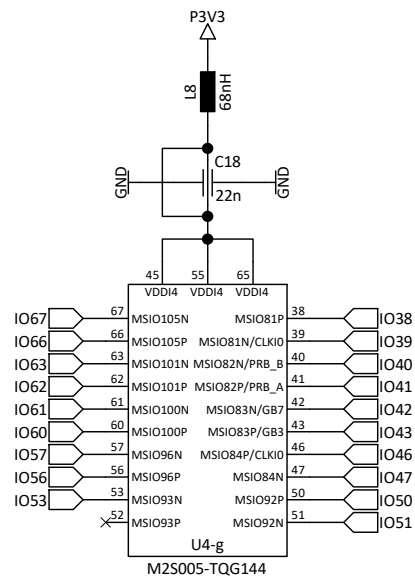 P3V3
L8
68nH
C18
GND
GND
22n
45 55 65
VDDI4 VDDI4 VDDI4
IO67 67 MSIO105N MSIO81P 38 IO38
IO66 66 MSIO105P MSIO81N/CLKI0 39 IO39
IO63 63 MSIO101N MSIO82N/PRB_B 40 IO40
IO62 62 MSIO101P MSIO82P/PRB_A 41 IO41
IO61 61 MSIO100N MSIO83N/GB7 42 IO42
IO60 60 MSIO100P MSIO83P/GB3 43 IO43
IO57 57 MSIO96N MSIO84P/CLKI0 46 IO46
IO56 56 MSIO96P MSIO84N 47 IO47
IO53 53 MSIO93N MSIO92P 50 IO50
52 MSIO93P MSIO92N 51 IO51
U4-g
M2S005-TQG144